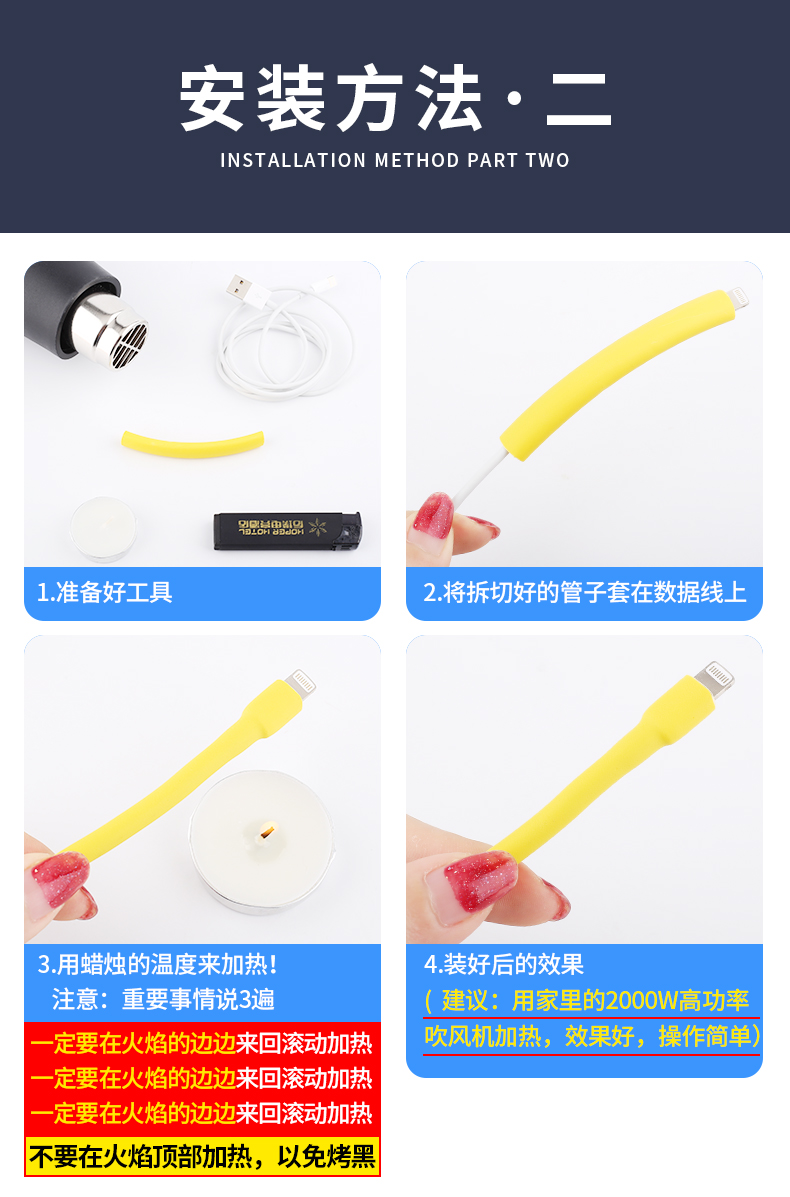 安装方法·二
INSTALLATION METHOD PART TWO
HOPER HOTEL
1.准备好工具
2.将拆切好的管子套在数据线上
3.用蜡烛的温度来加热!
注意：重要事情说3遍
一定要在火焰的边边来回滚动加热
一定要在火焰的边边来回滚动加热
一定要在火焰的边边来回滚动加热
不要在火焰顶部加热，以免烤黑
4.装好后的效果
( 建议：用家里的2000W高功率
吹风机加热，效果好，操作简单）